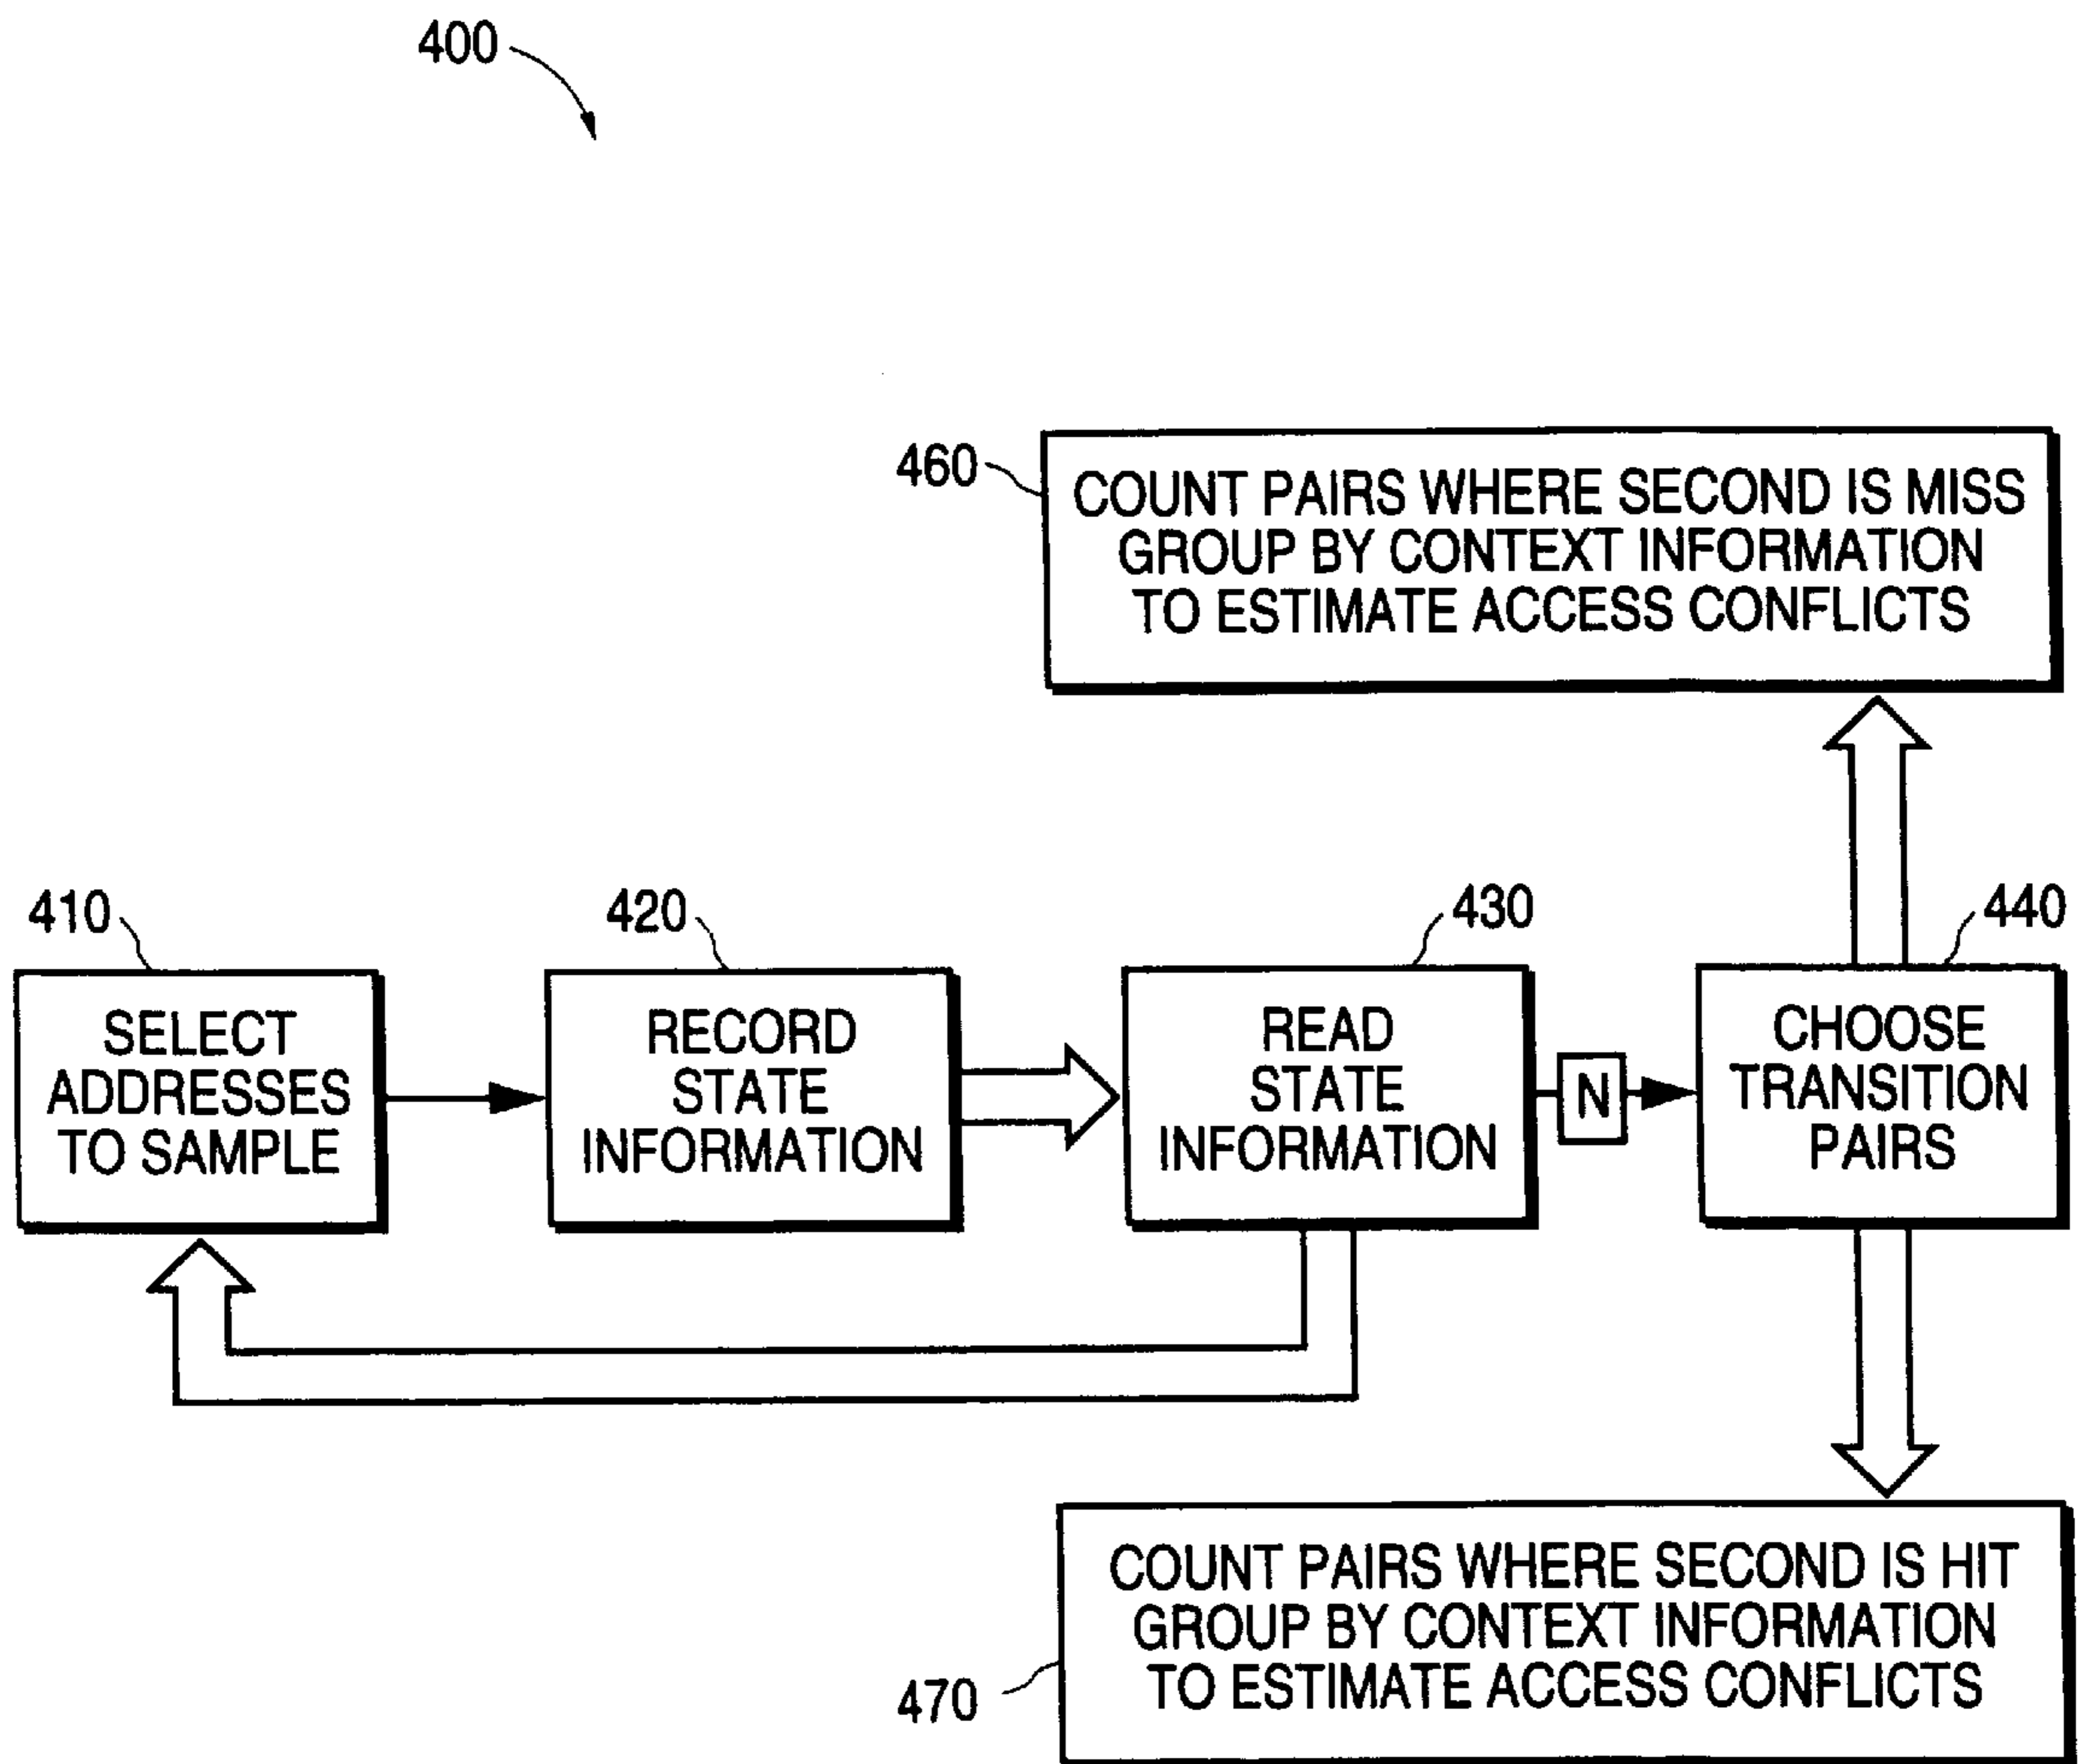 400
460
COUNT PAIRS WHERE SECOND IS MISS
GROUP BY CONTEXT INFORMATION
TO ESTIMATE ACCESS CONFLICTS
410
SELECT
ADDRESSES
TO SAMPLE
420
RECORD
STATE
INFORMATION
430
READ
STATE
INFORMATION
N
440
CHOOSE
TRANSITION
PAIRS
470
COUNT PAIRS WHERE SECOND IS HIT
GROUP BY CONTEXT INFORMATION
TO ESTIMATE ACCESS CONFLICTS